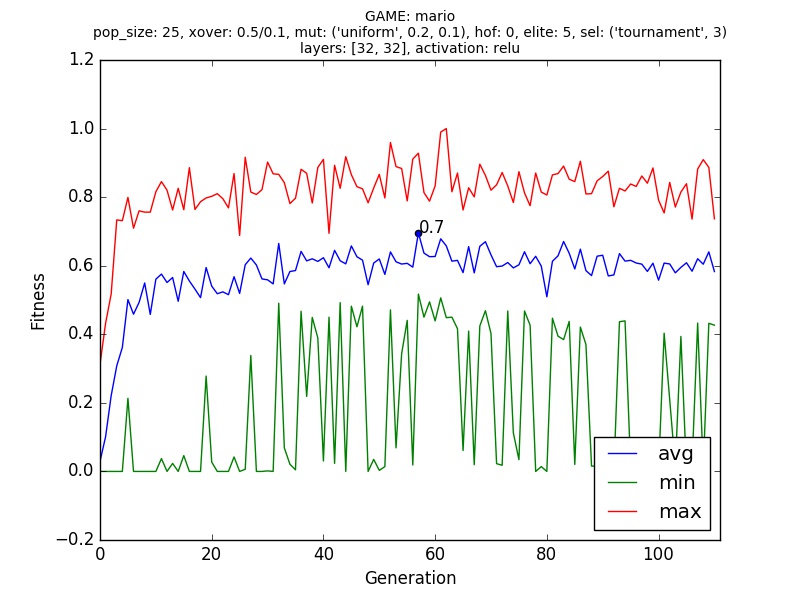 GAME: mario
pop_size: 25, xover: 0.5/0.1, mut: ('uniform', 0.2, 0.1), hof: 0, elite: 5, sel: ('tournament', 3)
layers: [32, 32], activation: relu
1.2
1.0
0.8
0.6
0.4
0.2
0.0
−0.2
Fitness
0.7
avg
min
max
0
20
40
60
80
100
Generation